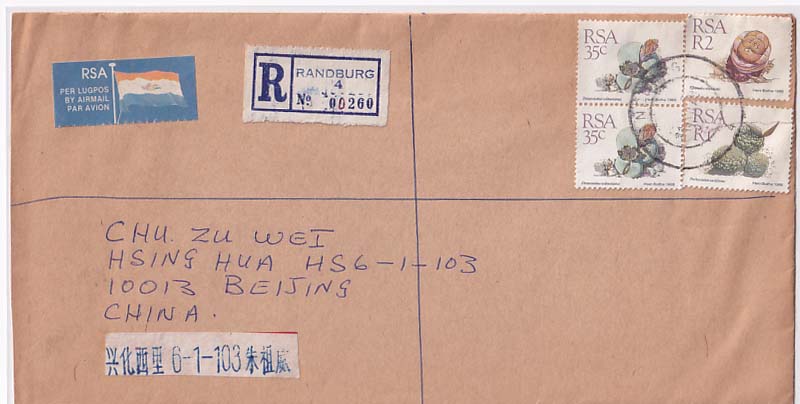 RSA
PER LUGPOS
BY AIRMAIL
PAR AVION
R
RANDBURG
4
No 00260
RSA
35c
RSA
R2
RSA
35c
RSA
R1
CHU. ZU WEI
HSING HUA HS6-1-103
10013 BEIJING
CHINA.
兴化西里 6-1-103 朱祖威